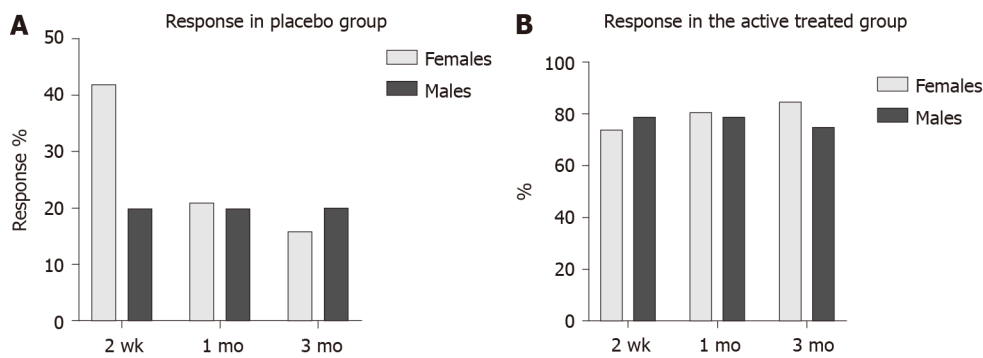 A
Response in placebo group
Response %
50
40
30
20
10
0
2 wk
1 mo
3 mo
Females
Males
B
Response in the active treated group
%
100
80
60
40
20
0
2 wk
1 mo
3 mo
Females
Males